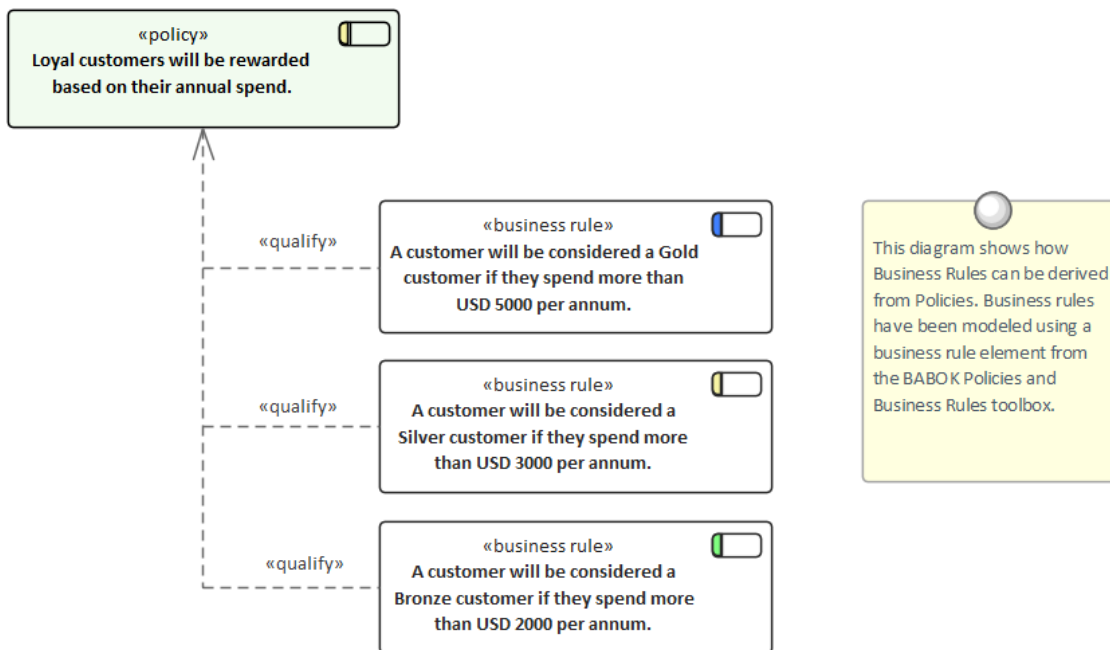 «policy»
Loyal customers will be rewarded
based on their annual spend.
«qualify»
«business rule»
A customer will be considered a Gold
customer if they spend more than
USD 5000 per annum.
«qualify»
«business rule»
A customer will be considered a
Silver customer if they spend more
than USD 3000 per annum.
«qualify»
«business rule»
A customer will be considered a
Bronze customer if they spend more
than USD 2000 per annum.
This diagram shows how
Business Rules can be derived
from Policies. Business rules
have been modeled using a
business rule element from
the BABOK Policies and
Business Rules toolbox.